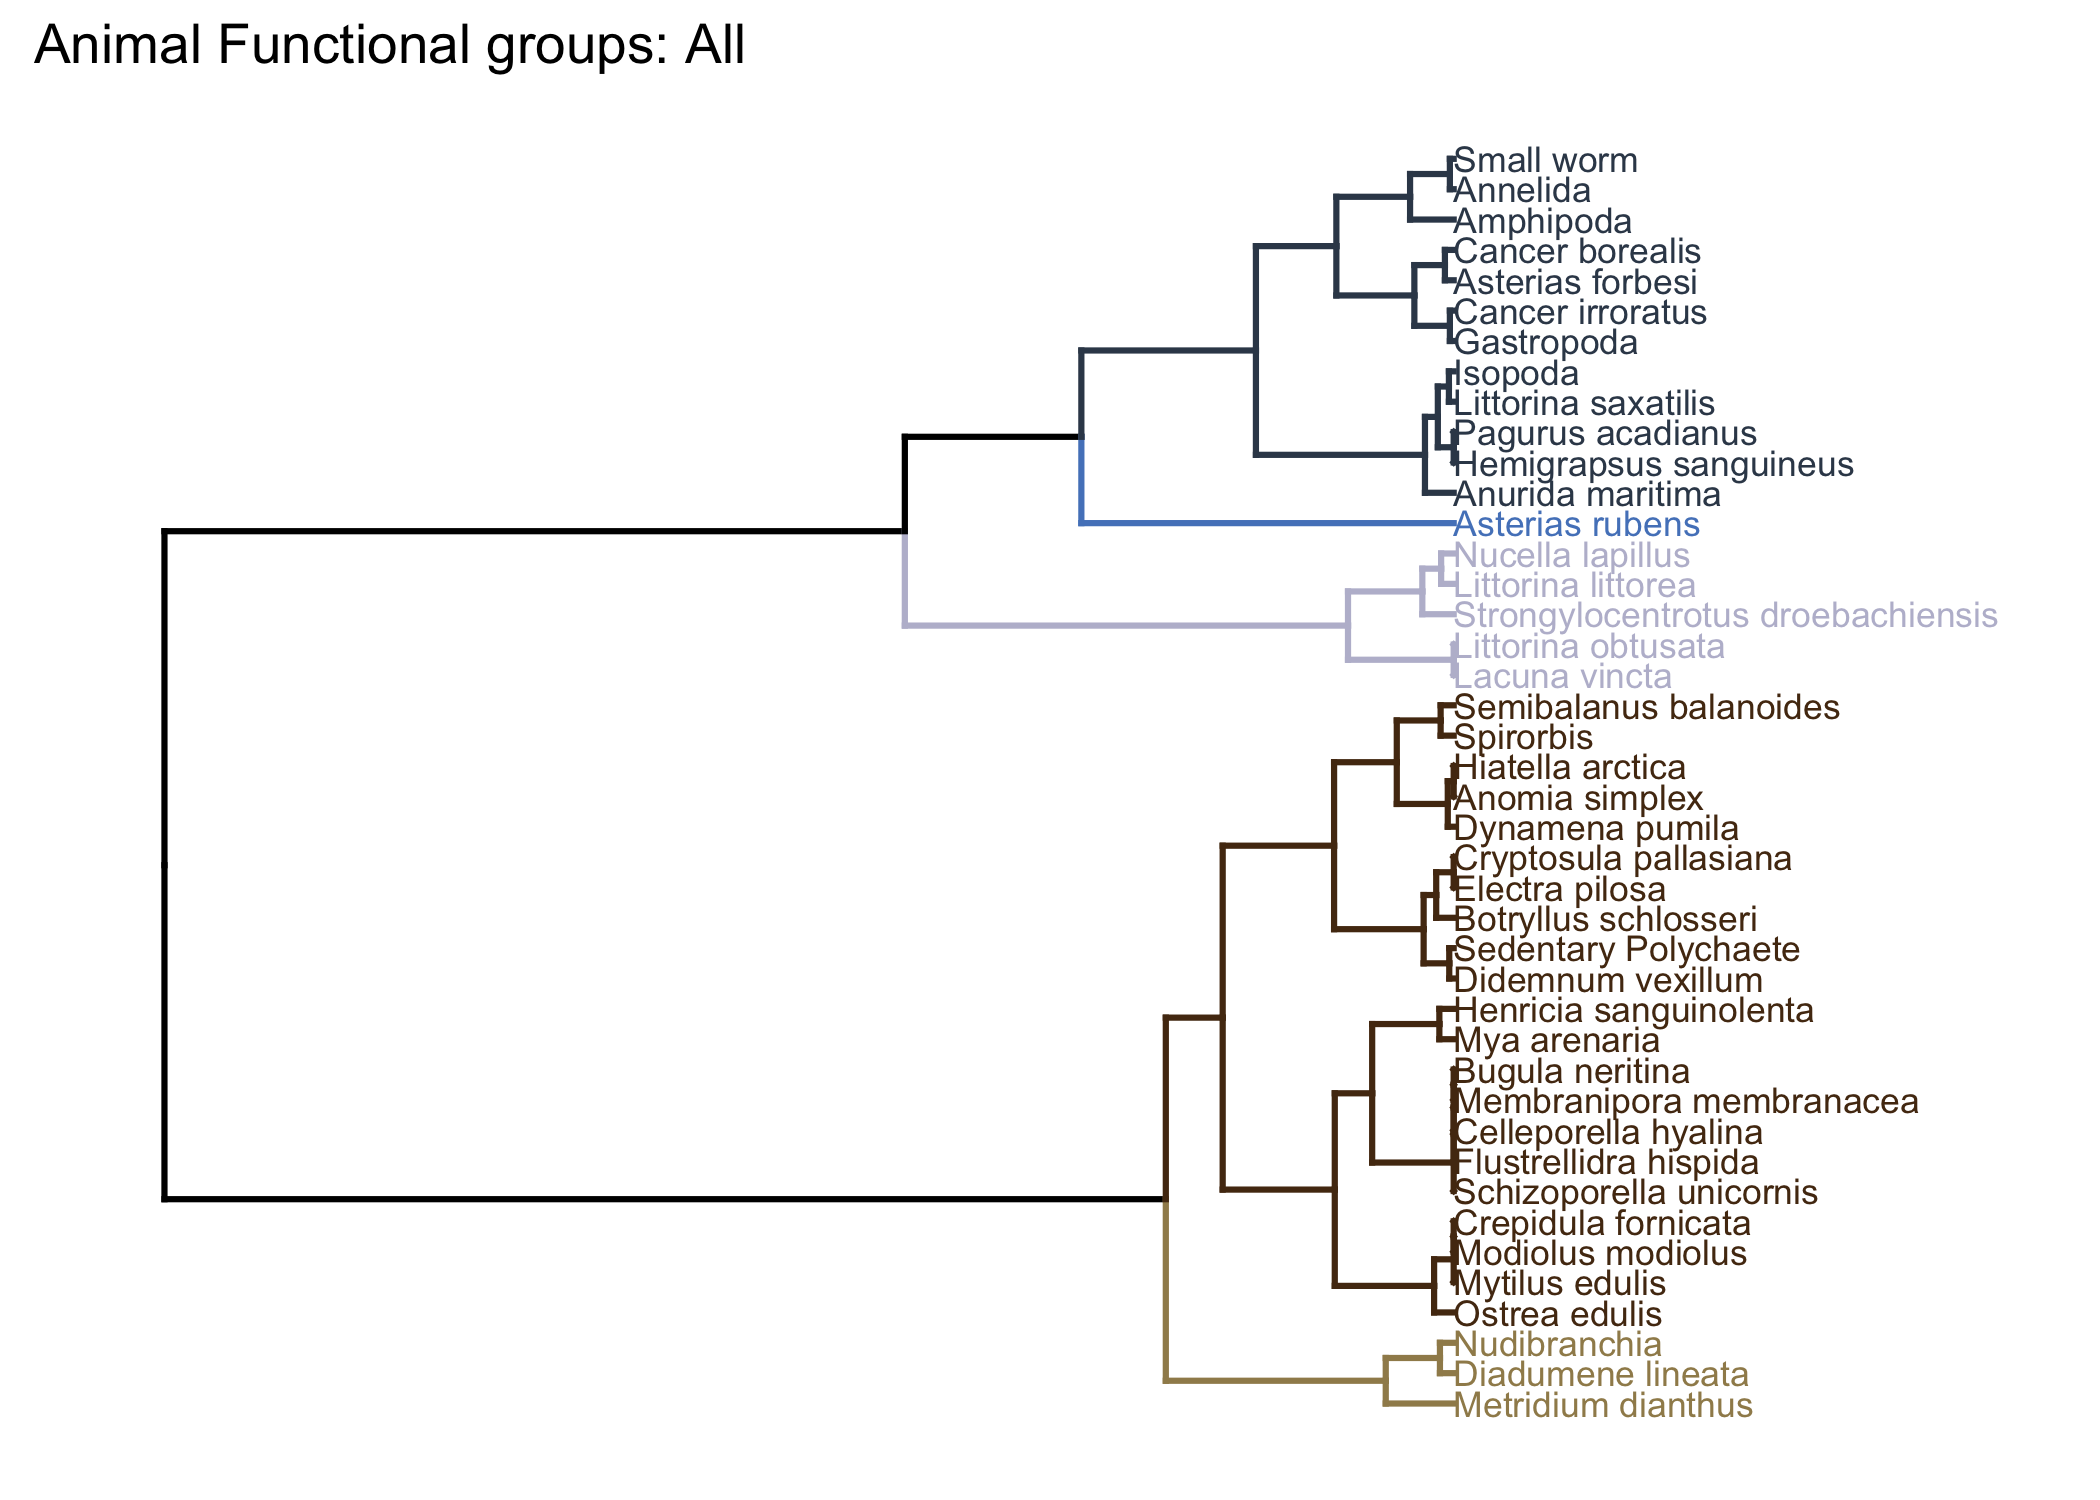 Animal Functional groups: All
Small worm
Annelida
Amphipoda
Cancer borealis
Asterias forbesi
Cancer irroratus
Gastropoda
Isopoda
Littorina saxatilis
Pagurus acadianus
Hemigrapsus sanguineus
Anurida maritima
Asterias rubens
Nucella lapillus
Littorina littorea
Strongylocentrotus droebachiensis
Littorina obtusata
Lacuna vincta
Semibalanus balanoides
Spirorbis
Hiatella arctica
Anomia simplex
Dynamena pumila
Cryptosula pallasiana
Electra pilosa
Botryllus schlosseri
Sedentary Polychaete
Didemnum vexillum
Henricia sanguinolenta
Mya arenaria
Bugula neritina
Membranipora membranacea
Celleporella hyalina
Flustrellidra hispida
Schizoporella unicornis
Crepidula fornicata
Modiolus modiolus
Mytilus edulis
Ostrea edulis
Nudibranchia
Diadumene lineata
Metridium dianthus